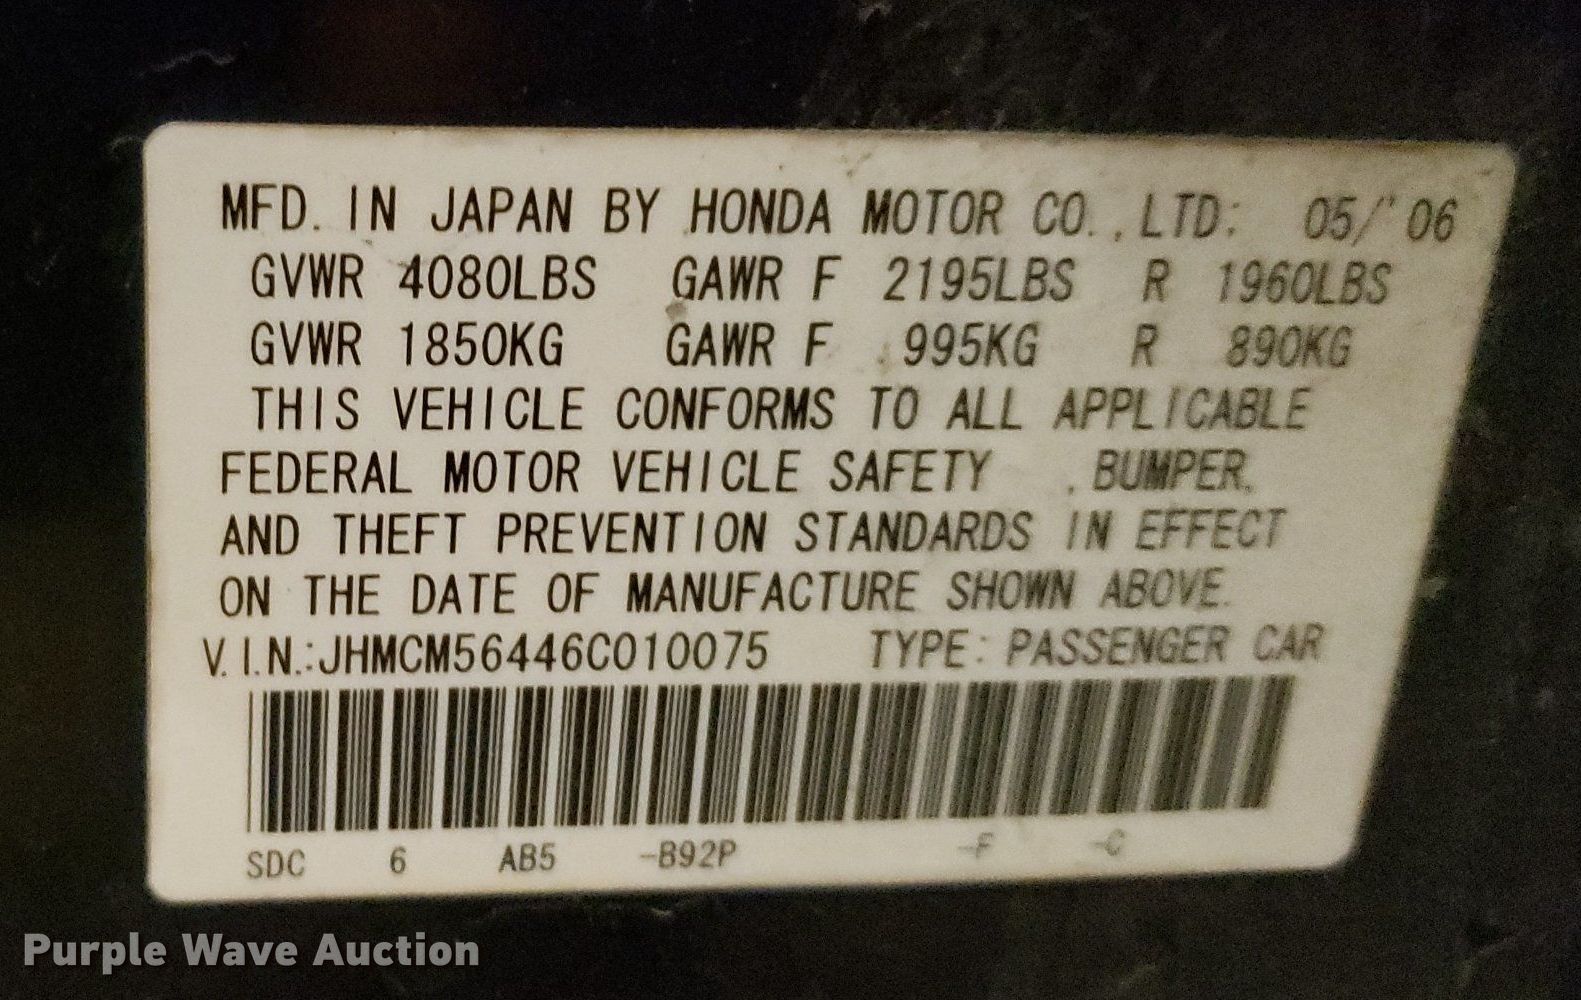 MFD. IN JAPAN BY HONDA MOTOR CO., LTD: 05/'06
GVWR 4080LBS GAWR F 2195LBS R 1960LBS
GVWR 1850KG GAWR F 995KG R 890KG
THIS VEHICLE CONFORMS TO ALL APPLICABLE
FEDERAL MOTOR VEHICLE SAFETY , BUMPER,
AND THEFT PREVENTION STANDARDS IN EFFECT
ON THE DATE OF MANUFACTURE SHOWN ABOVE.
V.I.N.:JHMCM56446C010075 TYPE: PASSENGER CAR
SDC 6 AB5 -B92P -F -C
Purple Wave Auction